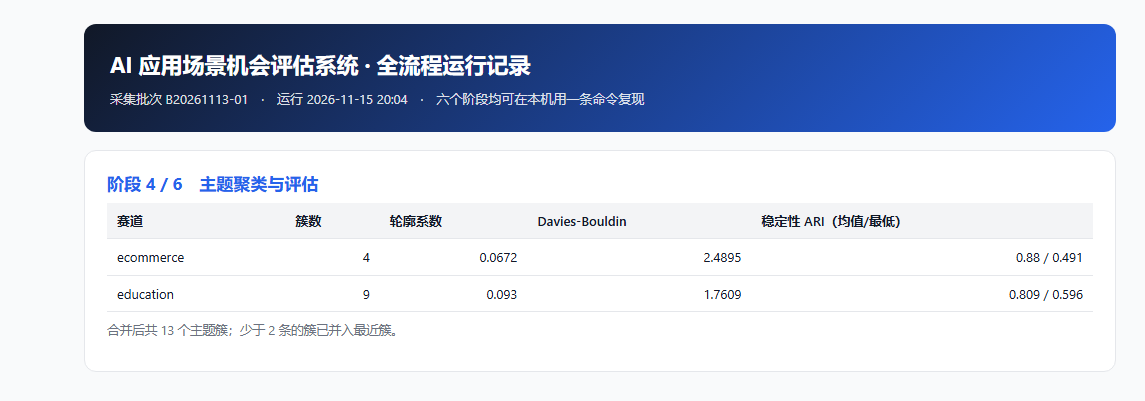 AI 应用场景机会评估系统 · 全流程运行记录
采集批次 B20261113-01 · 运行 2026-11-15 20:04 · 六个阶段均可在本机用一条命令复现
阶段 4 / 6 主题聚类与评估
赛道 簇数 轮廓系数 Davies-Bouldin 稳定性 ARI（均值/最低）
ecommerce 4 0.0672 2.4895 0.88 / 0.491
education 9 0.093 1.7609 0.809 / 0.596
合并后共 13 个主题簇；少于 2 条的簇已并入最近簇。